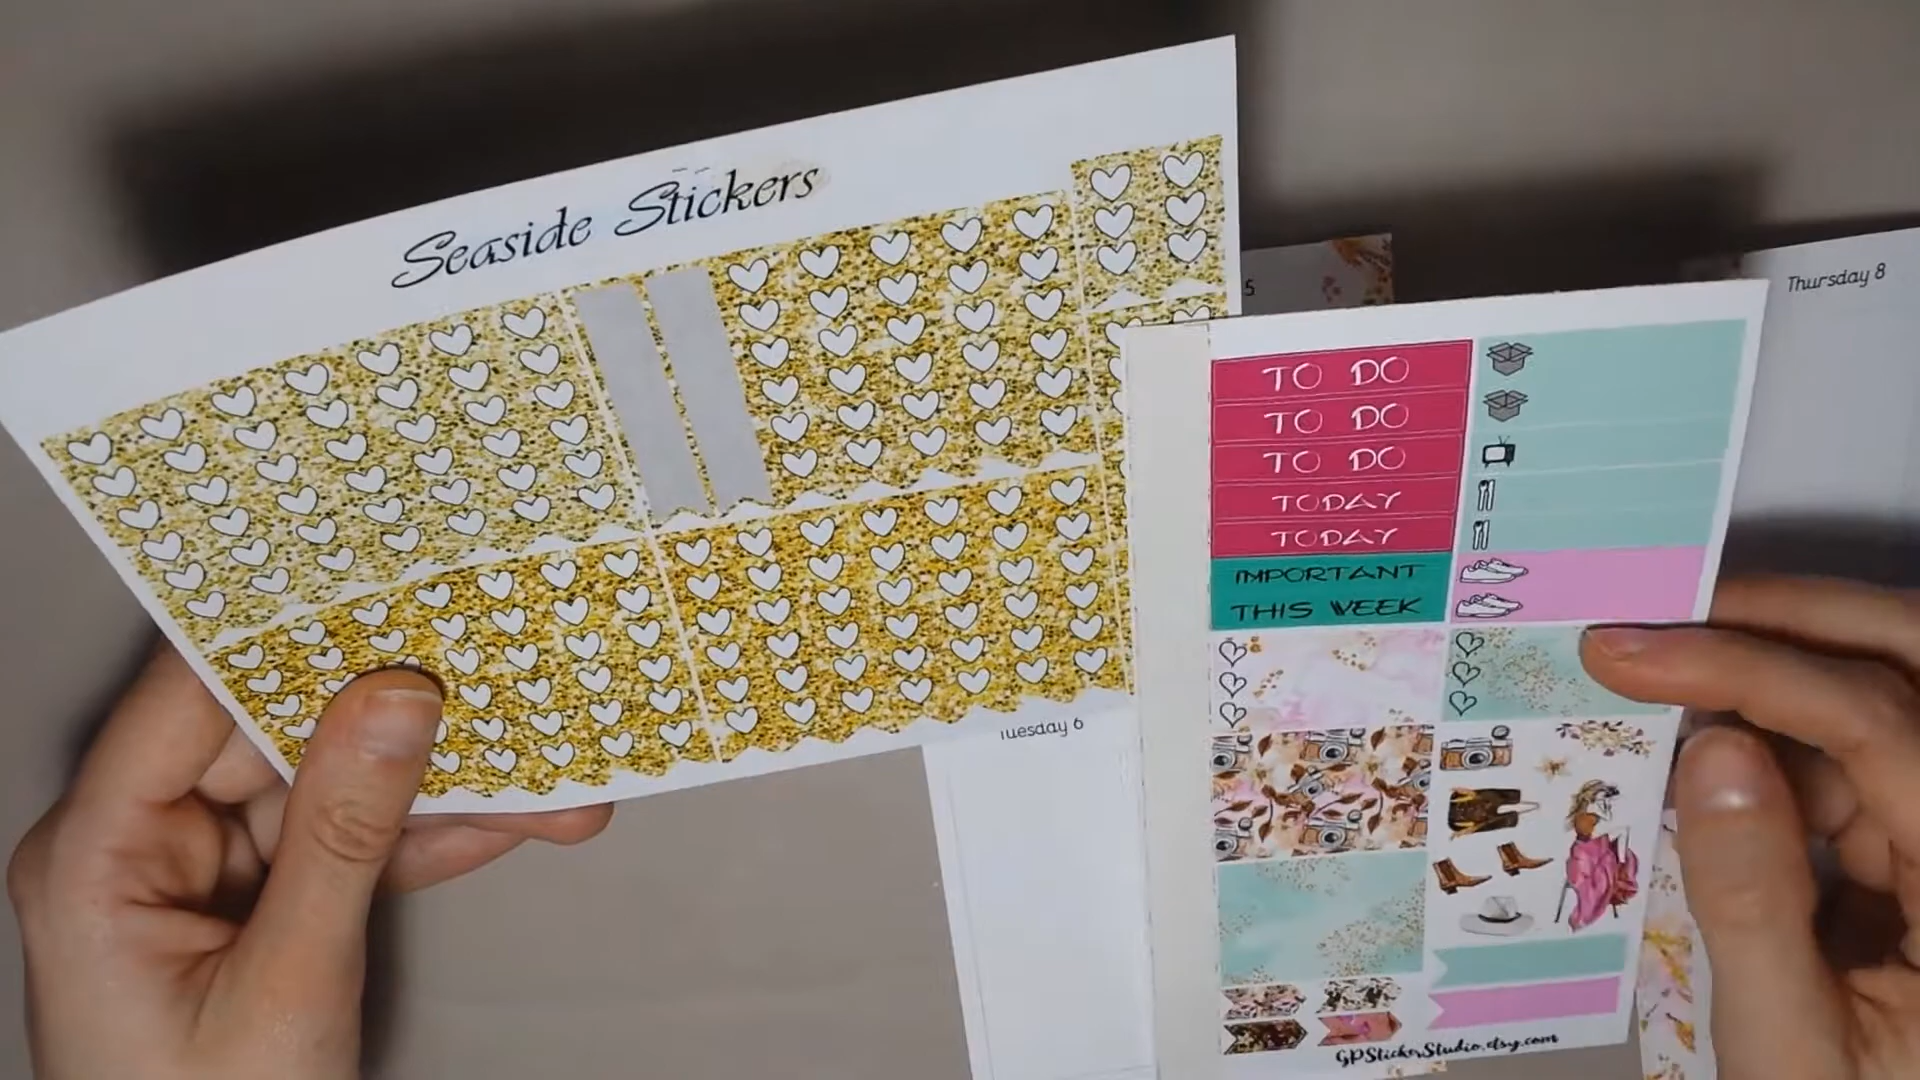 Seaside Stickers
5
Thursday 8
TO DO
TO DO
TO DO
TODAY
TODAY
IMPORTANT
THIS WEEK
Tuesday 6
GPStickerStudio.etsy.com